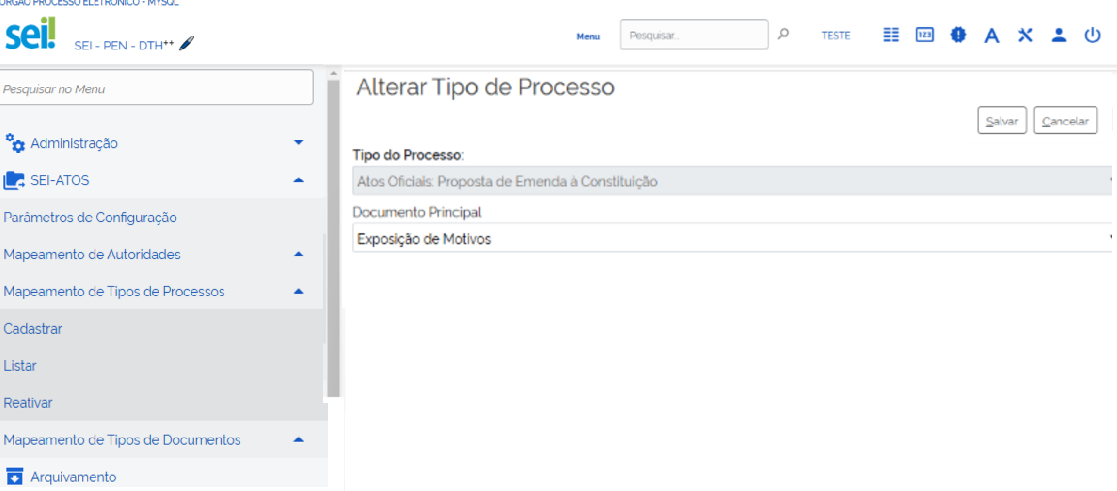 ÓRGÃO PROCESSO ELETRÔNICO - MYSQL
sei!
SEI - PEN - DTH++
Menu
Pesquisar...
TESTE
123
A
Pesquisar no Menu
Administração
SEI-ATOS
Parâmetros de Configuração
Mapeamento de Autoridades
Mapeamento de Tipos de Processos
Cadastrar
Listar
Reativar
Mapeamento de Tipos de Documentos
Arquivamento
Alterar Tipo de Processo
Salvar
Cancelar
Tipo do Processo:
Atos Oficiais: Proposta de Emenda à Constituição
Documento Principal
Exposição de Motivos